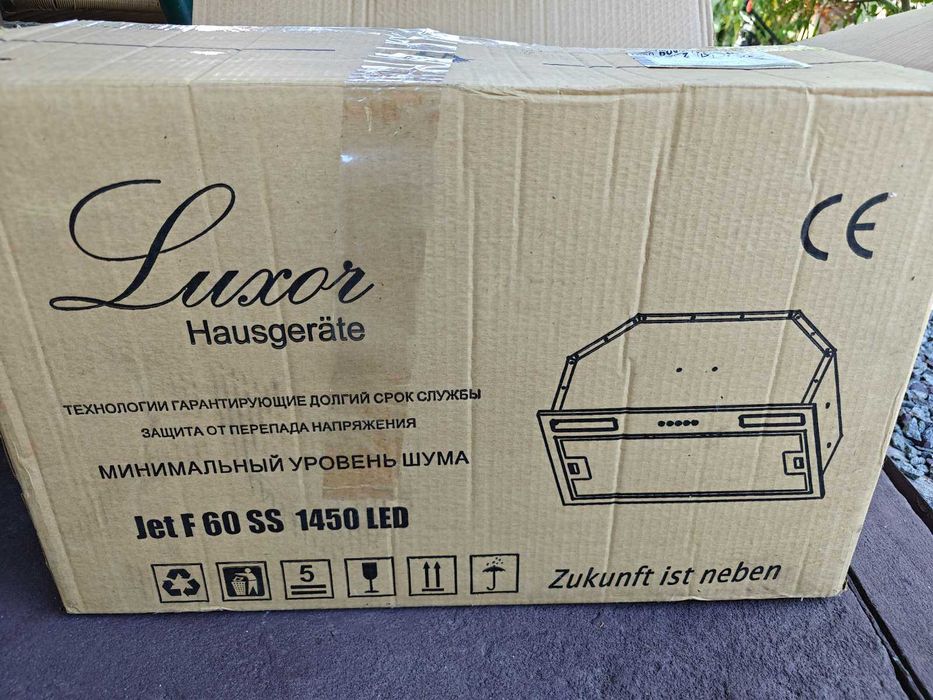 Luxor
Hausgeräte
CE
ТЕХНОЛОГИИ ГАРАНТИРУЮЩИЕ ДОЛГИЙ СРОК СЛУЖБЫ
ЗАЩИТА ОТ ПЕРЕПАДА НАПРЯЖЕНИЯ
МИНИМАЛЬНЫЙ УРОВЕНЬ ШУМА
Jet F 60 SS 1450 LED
5
Zukunft ist neben